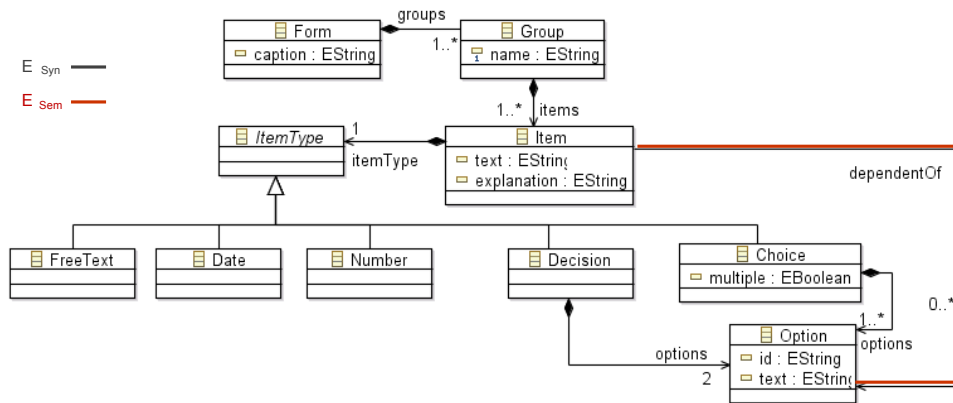 groups
Form
Group
caption : EString
1..*
name : EString
1
E Syn
E Sem
1..*
items
ItemType
1
Item
itemType
text : EString
explanation : EString
dependentOf
FreeText
Date
Number
Decision
Choice
multiple : EBoolean
0..*
1..*
options
Option
options
2
id : EString
text : EString